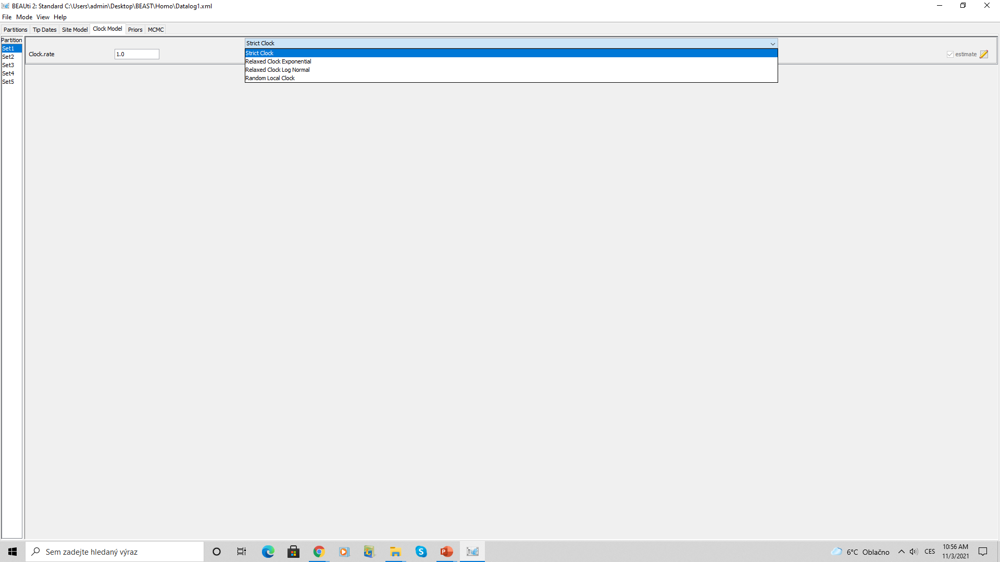 BEAUti 2: Standard C:\Users\admin\Desktop\BEAST\Homo\Datalog1.xml
File Mode View Help
Partitions Tip Dates Site Model Clock Model Priors MCMC
Partition
Set1
Set2
Set3
Set4
Set5
Strict Clock
Clock.rate 1.0
Strict Clock
Relaxed Clock Exponential
Relaxed Clock Log Normal
Random Local Clock
estimate
Sem zadejte hledaný výraz
6°C Oblačno
CES
10:56 AM
11/3/2021